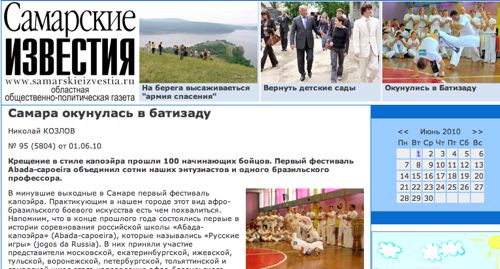 Самарские
ИЗВЕСТИЯ
www.samarskieizvestia.ru
областная
общественно-политическая газета
На берега высаживаеться
"армия спасения"
Вернуть детские сады
Окунулись в Батизаду
Самара окунулась в батизаду
Николай КОЗЛОВ
№ 95 (5804) от 01.06.10
Крещение в стиле капоэйра прошли 100 начинающих бойцов. Первый фестиваль
Abada-capoeira объединил сотни наших энтузиастов и одного бразильского
профессора.
В минувшие выходные в Самаре первый фестиваль
капоэйра. Практикующим в нашем городе этот вид афро-
бразильского боевого искусства есть чем похвалиться.
Напомним, что в конце прошлого года состоялись первые в
истории соревнования российской школы «Абада-
капоэйра» (Abada-capoeira), которые назывались «Русские
игры» (jogos da Russia). В них приняли участие
представители московской, екатеринбургской, ижевской,
тульской, воронежской, петербургской, тольяттинской и
<< Июнь 2010 >>
Пн Вт Ср Чт Пт Сб Вс
1 2 3 4 5 6
7 8 9 10 11 12 13
14 15 16 17 18 19 20
21 22 23 24 25 26 27
28 29 30